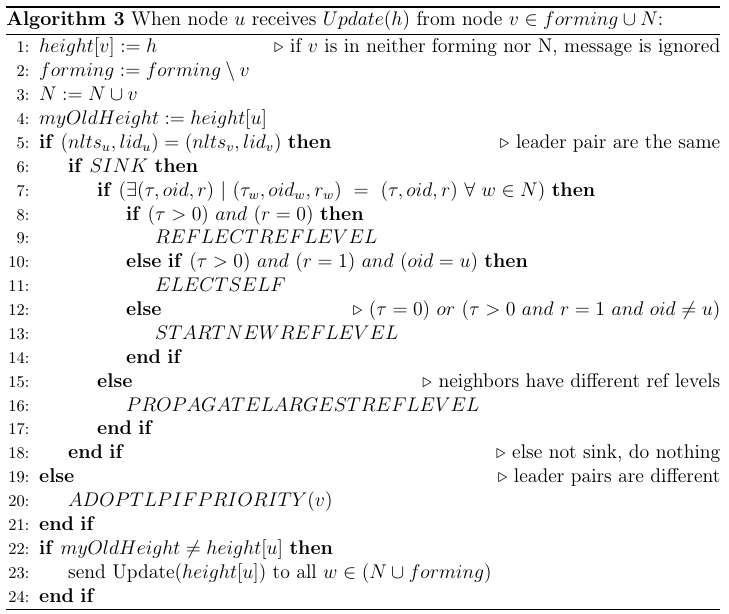 Algorithm 3 When node u receives Update(h) from node v ∈ forming ∪ N:
1: height[v] := h ▷ if v is in neither forming nor N, message is ignored
2: forming := forming \ v
3: N := N ∪ v
4: myOldHeight := height[u]
5: if (nlts_u, lid_u) = (nlts_v, lid_v) then ▷ leader pair are the same
6: if SINK then
7: if (∃(τ, oid, r) | (τ_w, oid_w, r_w) = (τ, oid, r) ∀ w ∈ N) then
8: if (τ > 0) and (r = 0) then
9: REFLECTREFLEVEL
10: else if (τ > 0) and (r = 1) and (oid = u) then
11: ELECTSELF
12: else ▷ (τ = 0) or (τ > 0 and r = 1 and oid ≠ u)
13: STARTNEWREFLEVEL
14: end if
15: else ▷ neighbors have different ref levels
16: PROPAGATELARGESTREFLEVEL
17: end if
18: end if ▷ else not sink, do nothing
19: else ▷ leader pairs are different
20: ADOPTLPIFPRIORITY(v)
21: end if
22: if myOldHeight ≠ height[u] then
23: send Update(height[u]) to all w ∈ (N ∪ forming)
24: end if